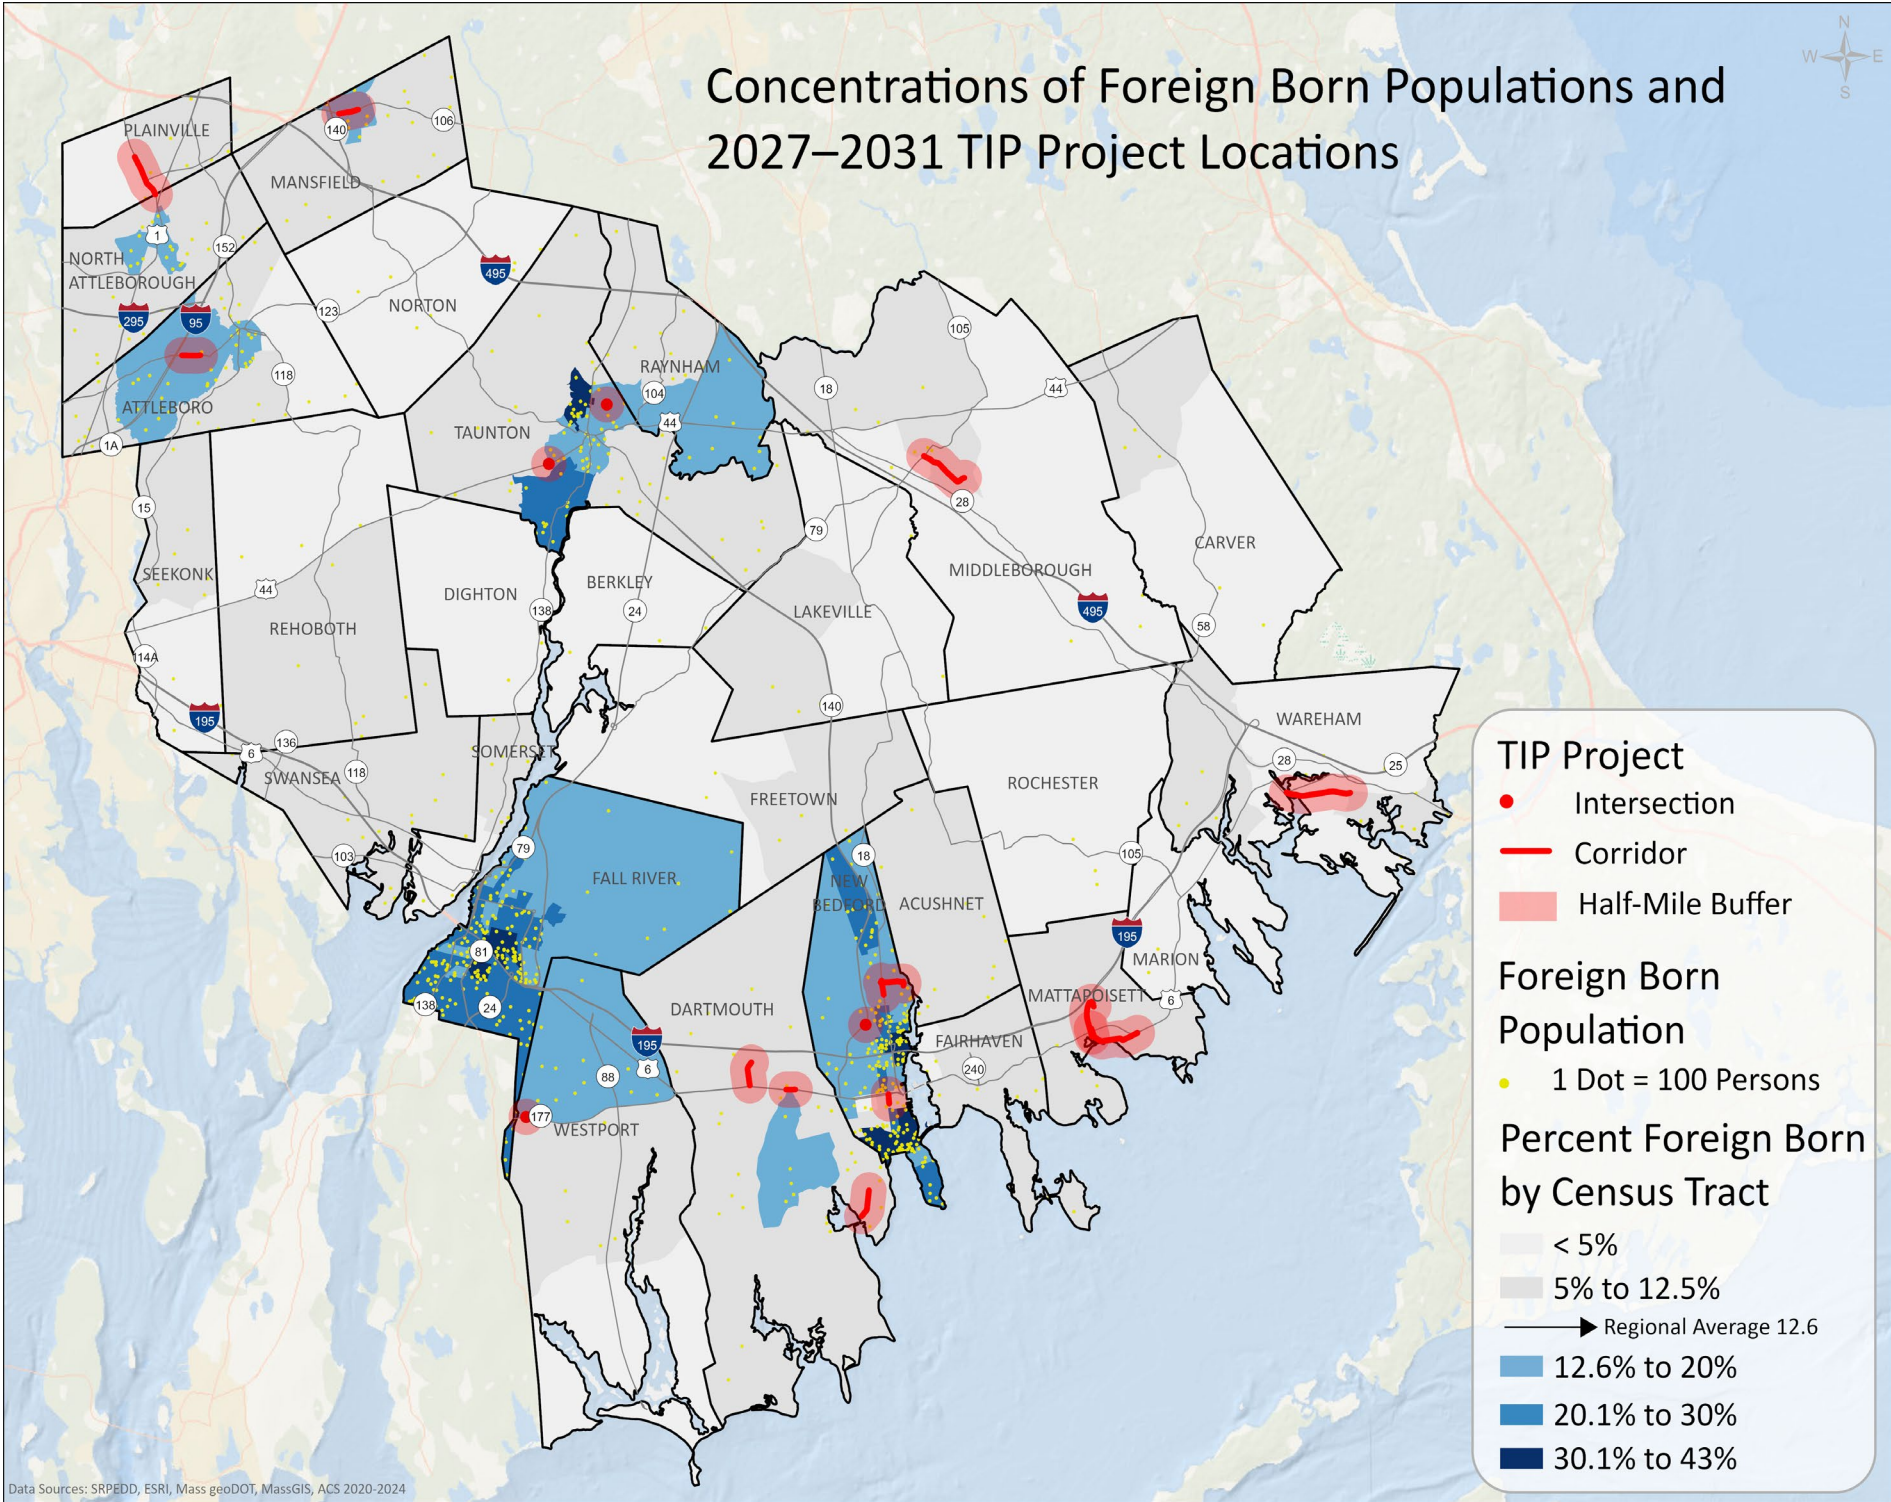 Concentrations of Foreign Born Populations and
2027–2031 TIP Project Locations
N
W
E
S
PLAINVILLE
140
106
MANSFIELD
1
152
NORTH
ATTLEBOROUGH
495
295
95
123
NORTON
105
RAYNHAM
118
104
18
44
ATTLEBORO
44
TAUNTON
1A
28
15
79
CARVER
SEEKONK
44
DIGHTON
BERKLEY
MIDDLEBOROUGH
138
24
LAKEVILLE
495
REHOBOTH
58
114A
195
140
WAREHAM
6
136
SOMERSET
118
SWANSEA
28
25
ROCHESTER
FREETOWN
79
103
18
105
FALL RIVER
NEW
BEDFORD
ACUSHNET
195
81
MARION
138
24
DARTMOUTH
MATTAPOISETT
6
195
FAIRHAVEN
88
6
240
177
WESTPORT
TIP Project
Intersection
Corridor
Half-Mile Buffer
Foreign Born
Population
1 Dot = 100 Persons
Percent Foreign Born
by Census Tract
< 5%
5% to 12.5%
Regional Average 12.6
12.6% to 20%
20.1% to 30%
30.1% to 43%
Data Sources: SRPEDD, ESRI, Mass geoDOT, MassGIS, ACS 2020-2024